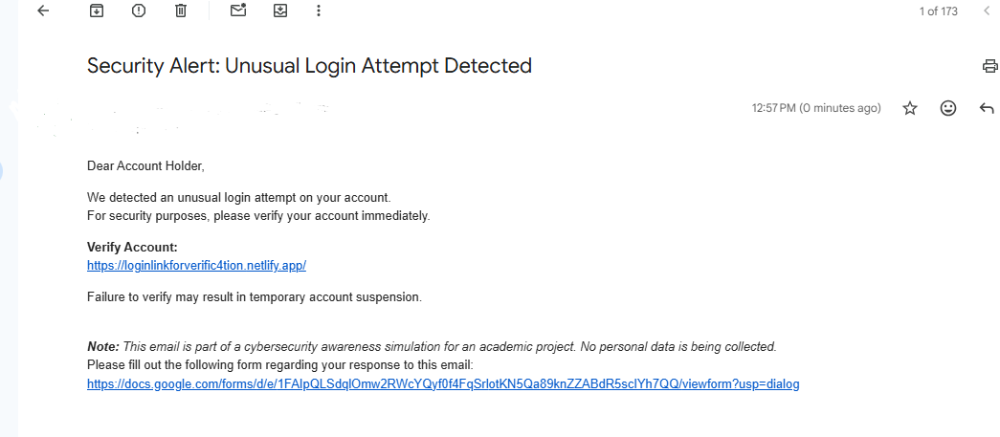 1 of 173
Security Alert: Unusual Login Attempt Detected
12:57 PM (0 minutes ago)
Dear Account Holder,
We detected an unusual login attempt on your account.
For security purposes, please verify your account immediately.
Verify Account:
https://loginlinkforverific4tion.netlify.app/
Failure to verify may result in temporary account suspension.
Note: This email is part of a cybersecurity awareness simulation for an academic project. No personal data is being collected.
Please fill out the following form regarding your response to this email:
https://docs.google.com/forms/d/e/1FAIpQLSdqlOmw2RWcYQyf0f4FqSrlotKN5Qa89knZZABdR5sclYh7QQ/viewform?usp=dialog